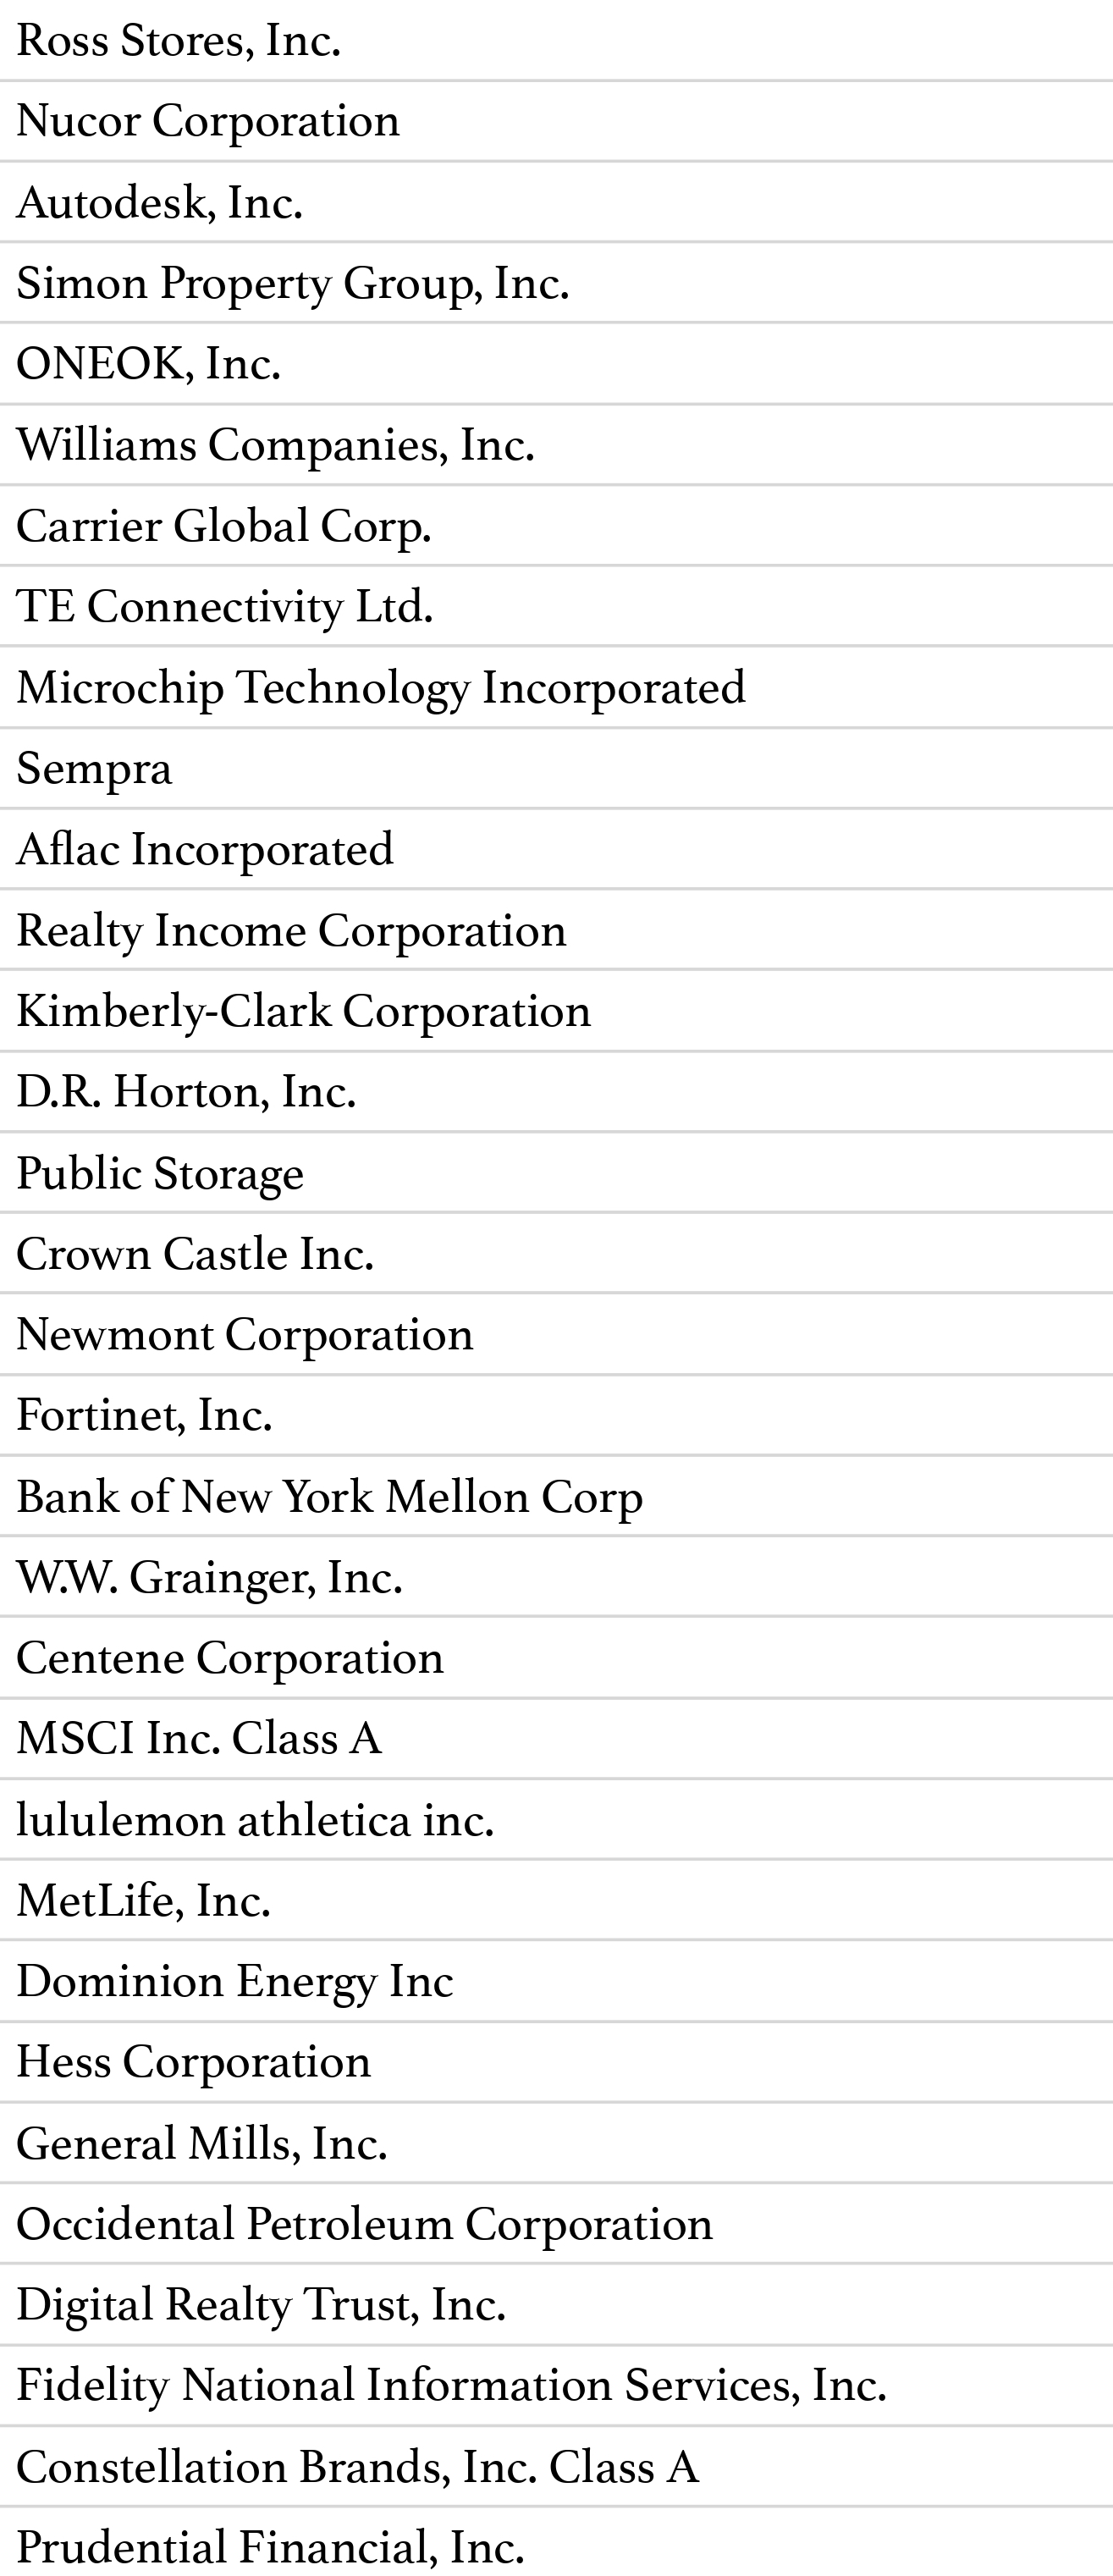 Ross Stores, Inc.
Nucor Corporation
Autodesk, Inc.
Simon Property Group, Inc.
ONEOK, Inc.
Williams Companies, Inc.
Carrier Global Corp.
TE Connectivity Ltd.
Microchip Technology Incorporated
Sempra
Aflac Incorporated
Realty Income Corporation
Kimberly-Clark Corporation
D.R. Horton, Inc.
Public Storage
Crown Castle Inc.
Newmont Corporation
Fortinet, Inc.
Bank of New York Mellon Corp
W.W. Grainger, Inc.
Centene Corporation
MSCI Inc. Class A
lululemon athletica inc.
MetLife, Inc.
Dominion Energy Inc
Hess Corporation
General Mills, Inc.
Occidental Petroleum Corporation
Digital Realty Trust, Inc.
Fidelity National Information Services, Inc.
Constellation Brands, Inc. Class A
Prudential Financial, Inc.